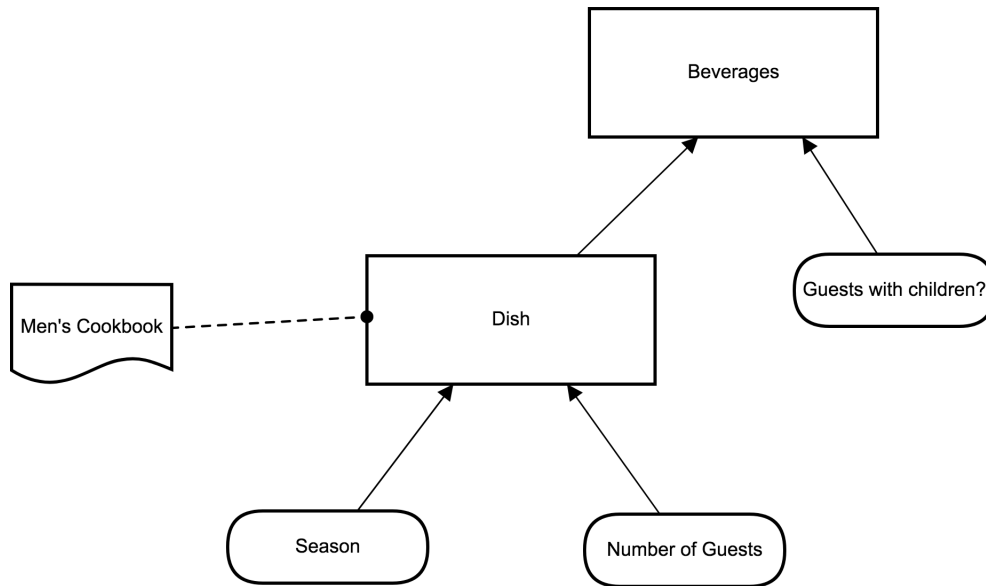 Beverages
Guests with children?
Dish
Men's Cookbook
Season
Number of Guests